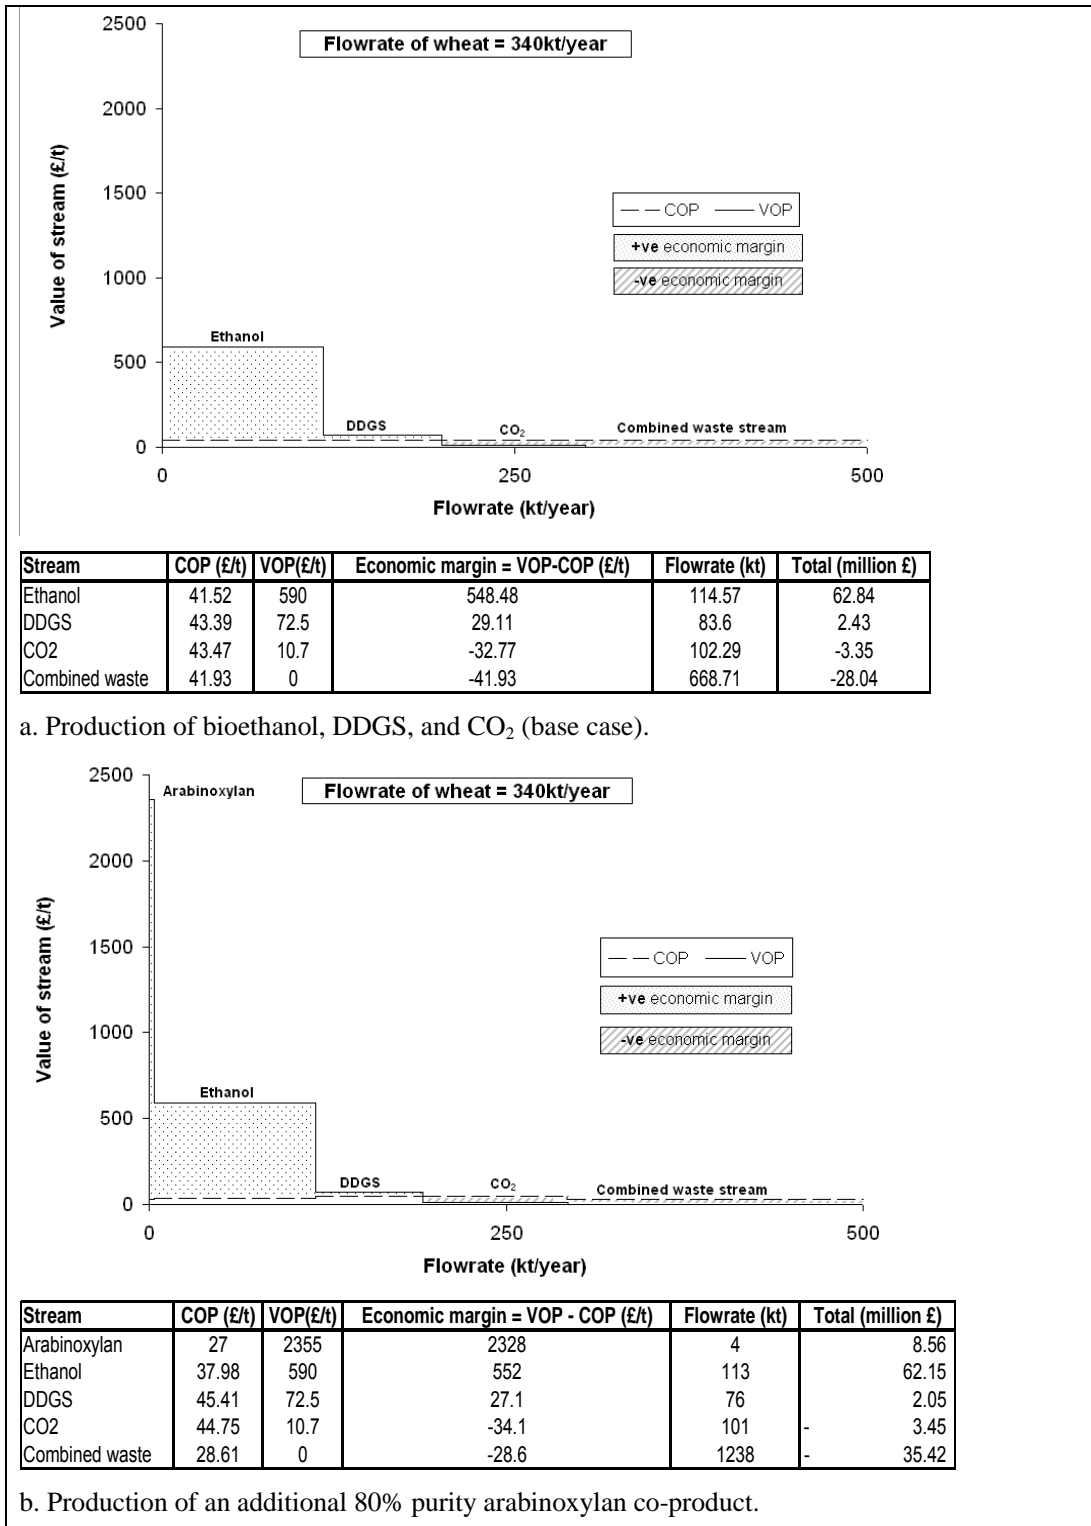 2500
Flowrate of wheat = 340kt/year
2000
1500
1000
500
0
Value of stream (£/t)
COP VOP
+ve economic margin
-ve economic margin
Ethanol
DDGS
CO2
Combined waste stream
0 250 500
Flowrate (kt/year)
Stream COP (£/t) VOP(£/t) Economic margin = VOP-COP (£/t) Flowrate (kt) Total (million £)
Ethanol 41.52 590 548.48 114.57 62.84
DDGS 43.39 72.5 29.11 83.6 2.43
CO2 43.47 10.7 -32.77 102.29 -3.35
Combined waste 41.93 0 -41.93 668.71 -28.04
a. Production of bioethanol, DDGS, and CO2 (base case).
2500
Arabinoxylan
Flowrate of wheat = 340kt/year
2000
1500
1000
500
0
Value of stream (£/t)
COP VOP
+ve economic margin
-ve economic margin
Ethanol
DDGS
CO2
Combined waste stream
0 250 500
Flowrate (kt/year)
Stream COP (£/t) VOP(£/t) Economic margin = VOP - COP (£/t) Flowrate (kt) Total (million £)
Arabinoxylan 27 2355 2328 4 8.56
Ethanol 37.98 590 552 113 62.15
DDGS 45.41 72.5 27.1 76 2.05
CO2 44.75 10.7 -34.1 101 - 3.45
Combined waste 28.61 0 -28.6 1238 - 35.42
b. Production of an additional 80% purity arabinoxylan co-product.